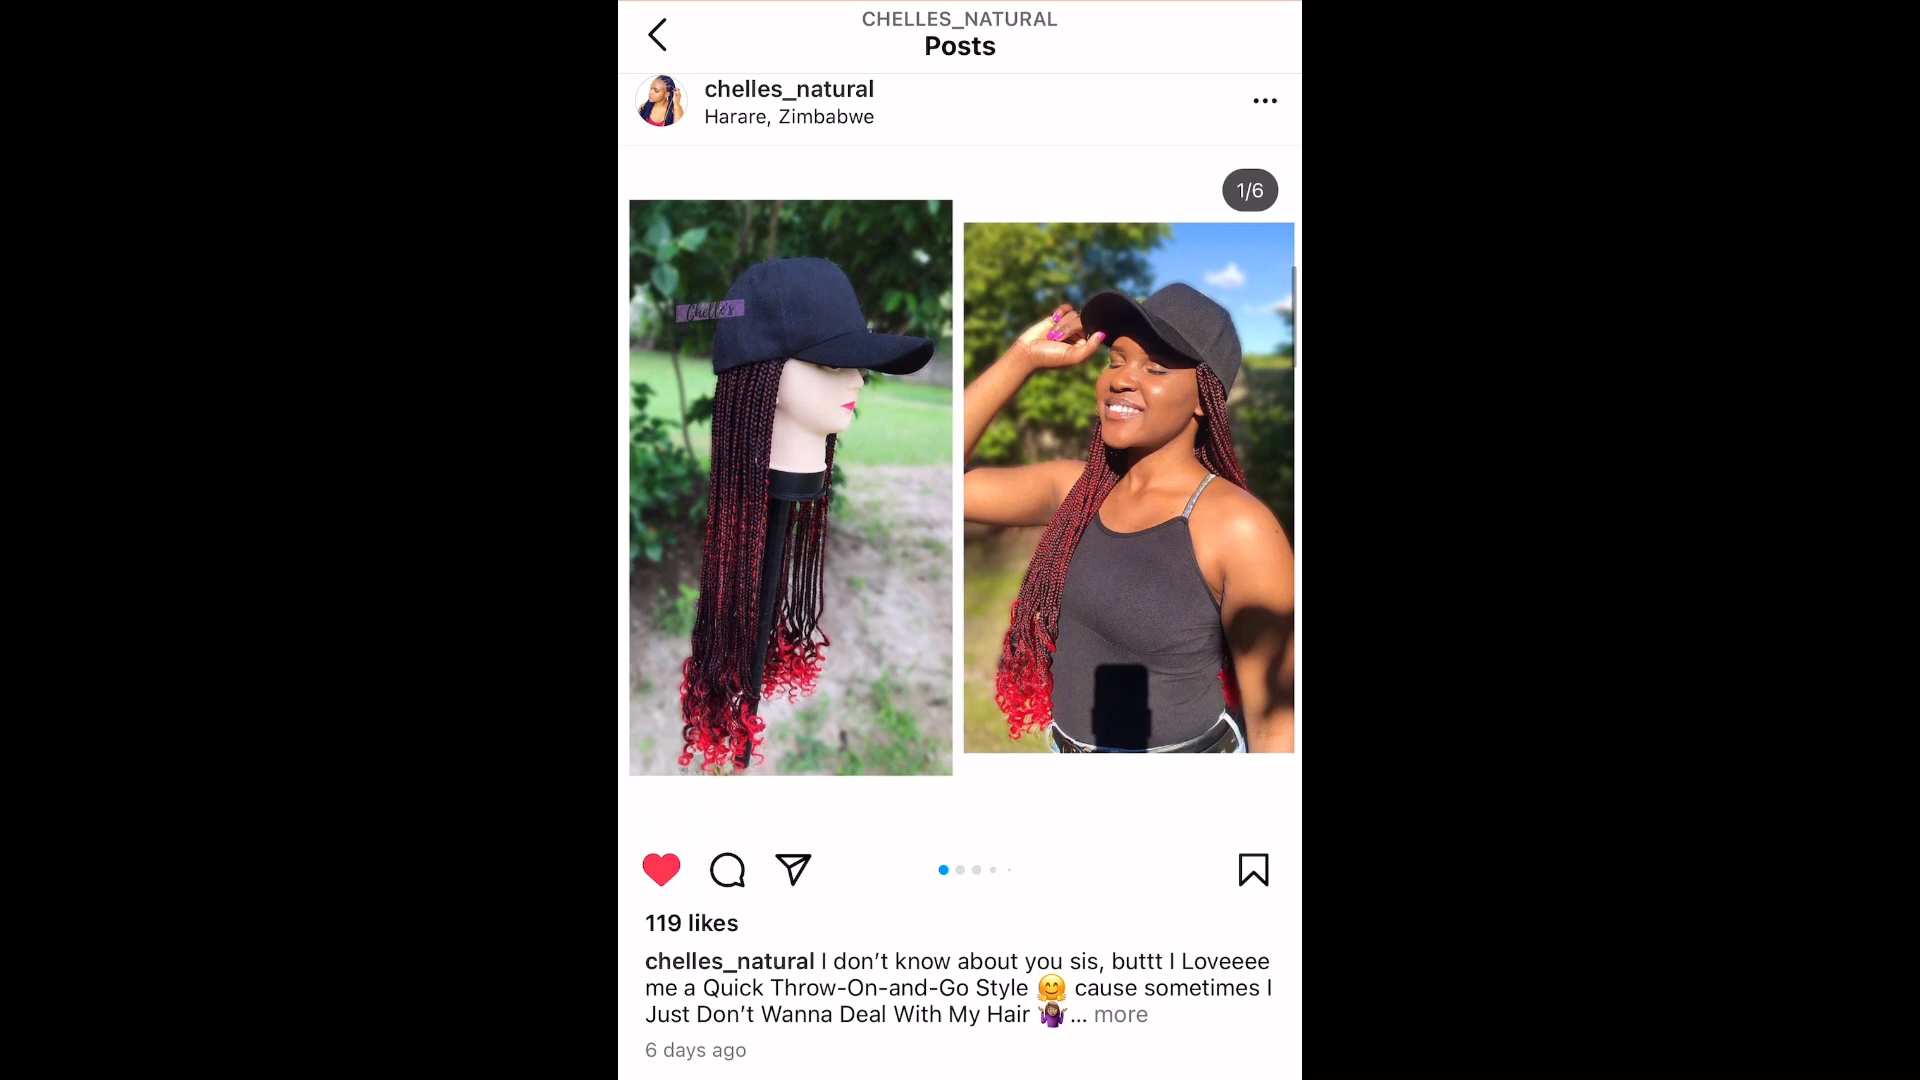 CHELLES_NATURAL
Posts
chelles_natural
Harare, Zimbabwe
1/6
Chelle's
119 likes
chelles_natural I don’t know about you sis, buttt I Loveeee
me a Quick Throw-On-and-Go Style 🤗 cause sometimes I
Just Don’t Wanna Deal With My Hair 🤷🏽‍♀️... more
6 days ago